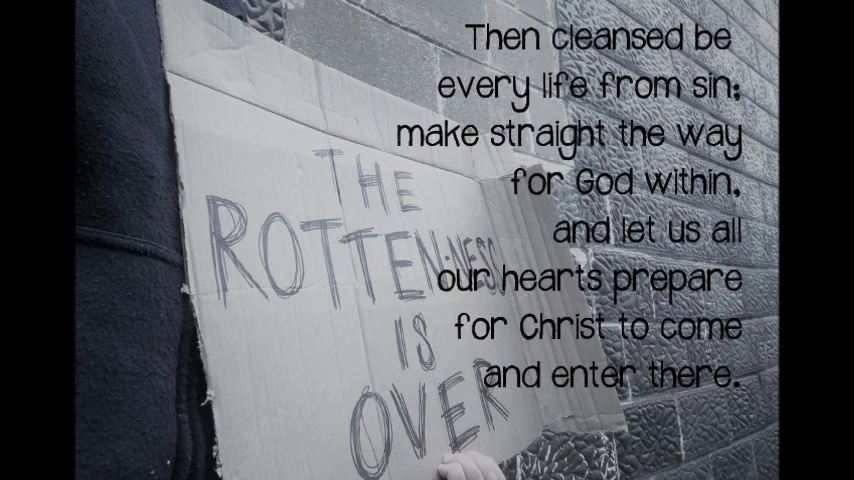 Then cleansed be
every life from sin;
make straight the way
for God within,
and let us all
our hearts prepare
for Christ to come
and enter there.
THE
ROTTEN-NESS
IS
OVER